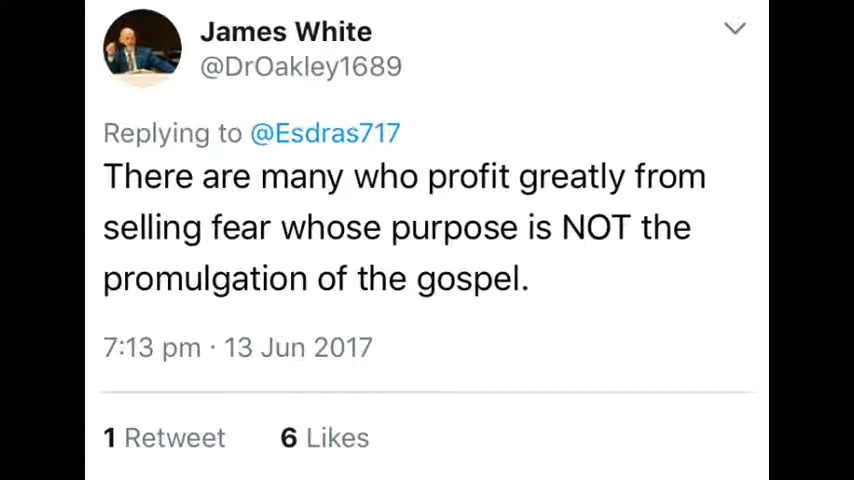 James White
@DrOakley1689
Replying to @Esdras717
There are many who profit greatly from
selling fear whose purpose is NOT the
promulgation of the gospel.
7:13 pm · 13 Jun 2017
1 Retweet 6 Likes